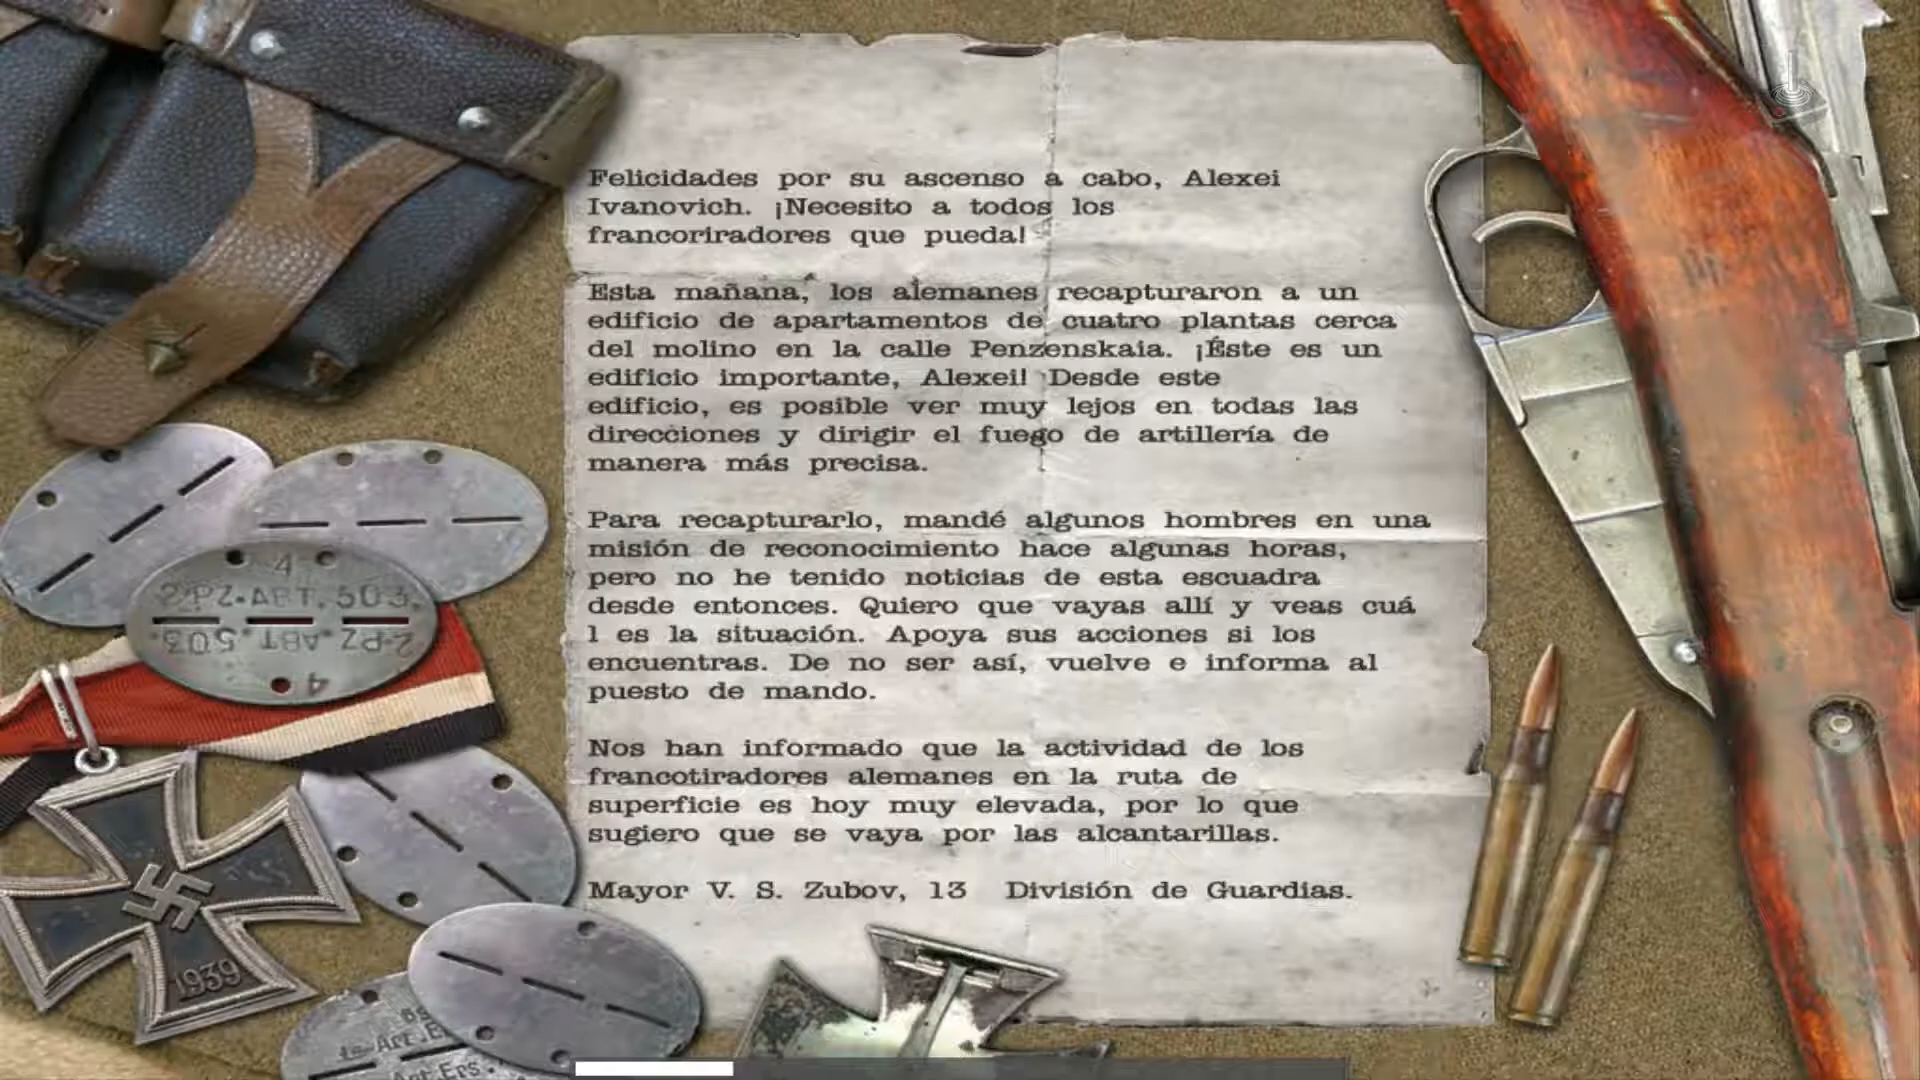 Felicidades por su ascenso a cabo, Alexei
Ivanovich. ¡Necesito a todos los
francoriradores que pueda!
Esta mañana, los alemanes recapturaron a un
edificio de apartamentos de cuatro plantas cerca
del molino en la calle Penzenskaia. ¡Éste es un
edificio importante, Alexei! Desde este
edificio, es posible ver muy lejos en todas las
direcciones y dirigir el fuego de artillería de
manera más precisa.
Para recapturarlo, mandé algunos hombres en una
misión de reconocimiento hace algunas horas,
pero no he tenido noticias de esta escuadra
desde entonces. Quiero que vayas allí y veas cuá
l es la situación. Apoya sus acciones si los
encuentras. De no ser así, vuelve e informa al
puesto de mando.
Nos han informado que la actividad de los
francotiradores alemanes en la ruta de
superficie es hoy muy elevada, por lo que
sugiero que se vaya por las alcantarillas.
Mayor V. S. Zubov, 13 División de Guardias.
4
2·PZ·ABT.503.
2·PZ·ABT.503.
4
1939